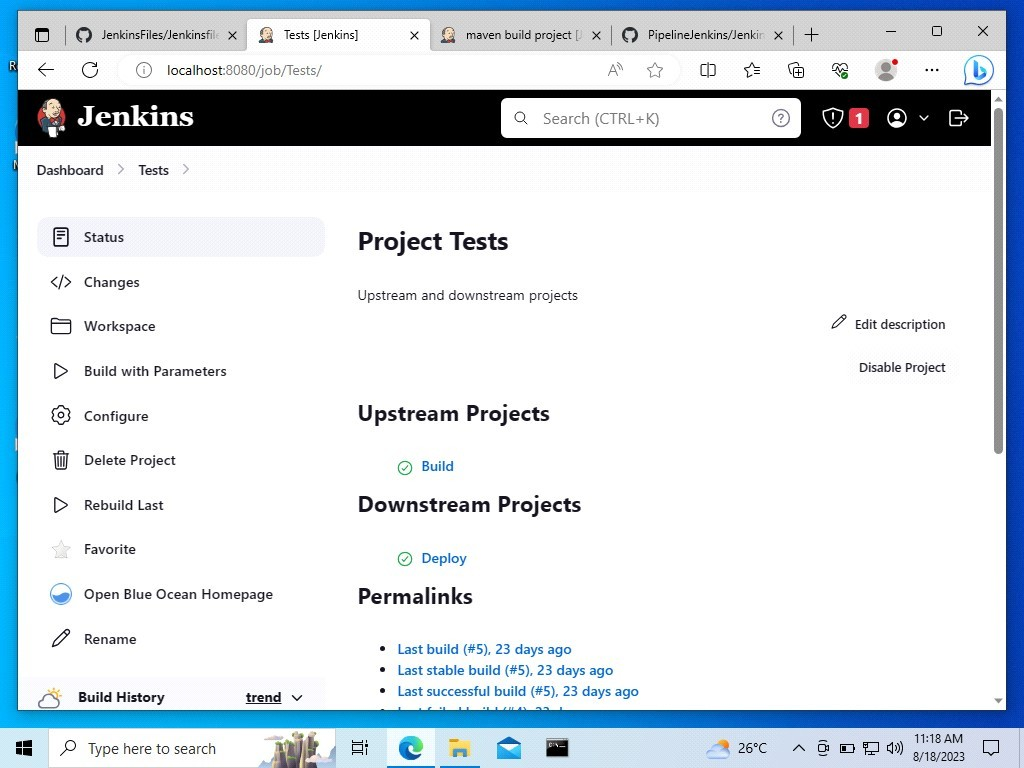 JenkinsFiles/Jenkinsfile
Tests [Jenkins]
maven build project [J
PipelineJenkins/Jenkin
localhost:8080/job/Tests/
Jenkins
Search (CTRL+K)
1
Dashboard
Tests
Status
Changes
Workspace
Build with Parameters
Configure
Delete Project
Rebuild Last
Favorite
Open Blue Ocean Homepage
Rename
Build History
trend
Project Tests
Upstream and downstream projects
Edit description
Disable Project
Upstream Projects
Build
Downstream Projects
Deploy
Permalinks
Last build (#5), 23 days ago
Last stable build (#5), 23 days ago
Last successful build (#5), 23 days ago
Type here to search
26°C
11:18 AM
8/18/2023